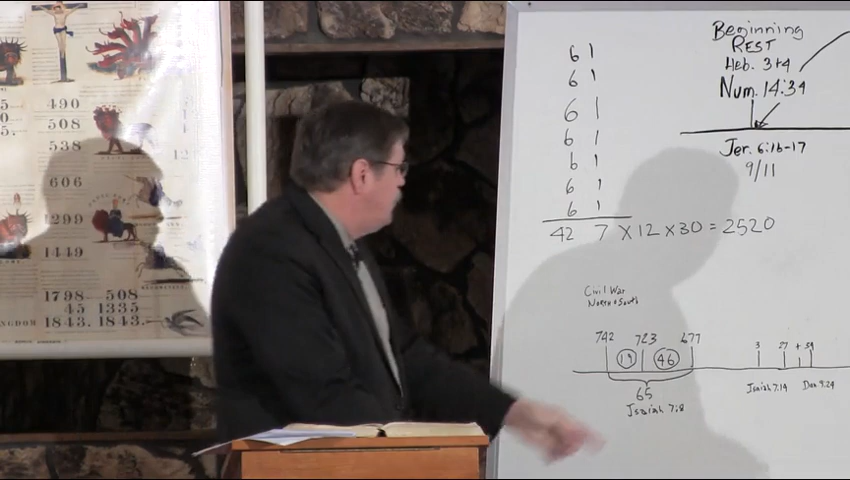 490
508
538
12
606
1299
1449
1798 - 508
45 1335
1843. 1843.
6 1
6 1
6 1
6 1
6 1
6 1
6 1
42 7 X 12 X 30 = 2520
Beginning
REST
Heb. 3+4
Num. 14:34
Jer. 6:16-17
9/11
Civil War
North & South
742 723 677
19 46
65
Isaiah 7:8
3 27 + 34
Isaiah 7:14 Dan 9:24